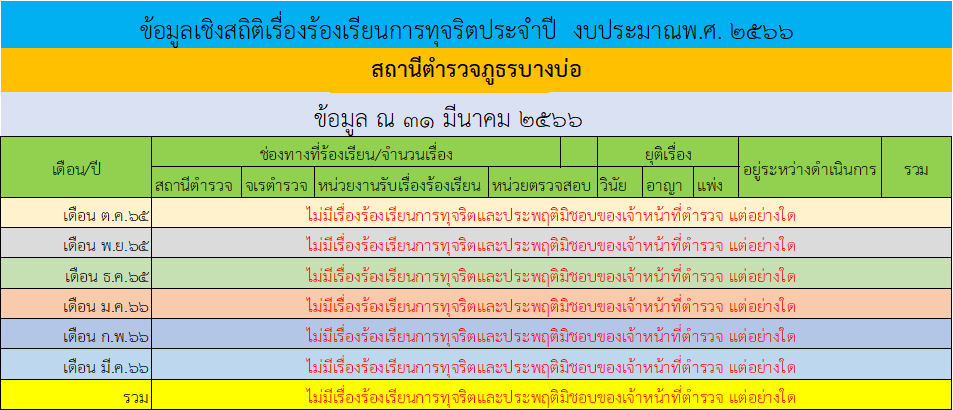 ข้อมูลเชิงสถิติเรื่องร้องเรียนการทุจริตประจำปี งบประมาณพ.ศ. ๒๕๖๖
สถานีตำรวจภูธรบางบ่อ
ข้อมูล ณ ๓๑ มีนาคม ๒๕๖๖
เดือน/ปี ช่องทางที่ร้องเรียน/จำนวนเรื่อง ยุติเรื่อง อยู่ระหว่างดำเนินการ รวม
สถานีตำรวจ จเรตำรวจ หน่วยงานรับเรื่องร้องเรียน หน่วยตรวจสอบ วินัย อาญา แพ่ง
เดือน ต.ค.๖๕ ไม่มีเรื่องร้องเรียนการทุจริตและประพฤติมิชอบของเจ้าหน้าที่ตำรวจ แต่อย่างใด
เดือน พ.ย.๖๕ ไม่มีเรื่องร้องเรียนการทุจริตและประพฤติมิชอบของเจ้าหน้าที่ตำรวจ แต่อย่างใด
เดือน ธ.ค.๖๕ ไม่มีเรื่องร้องเรียนการทุจริตและประพฤติมิชอบของเจ้าหน้าที่ตำรวจ แต่อย่างใด
เดือน ม.ค.๖๖ ไม่มีเรื่องร้องเรียนการทุจริตและประพฤติมิชอบของเจ้าหน้าที่ตำรวจ แต่อย่างใด
เดือน ก.พ.๖๖ ไม่มีเรื่องร้องเรียนการทุจริตและประพฤติมิชอบของเจ้าหน้าที่ตำรวจ แต่อย่างใด
เดือน มี.ค.๖๖ ไม่มีเรื่องร้องเรียนการทุจริตและประพฤติมิชอบของเจ้าหน้าที่ตำรวจ แต่อย่างใด
รวม ไม่มีเรื่องร้องเรียนการทุจริตและประพฤติมิชอบของเจ้าหน้าที่ตำรวจ แต่อย่างใด